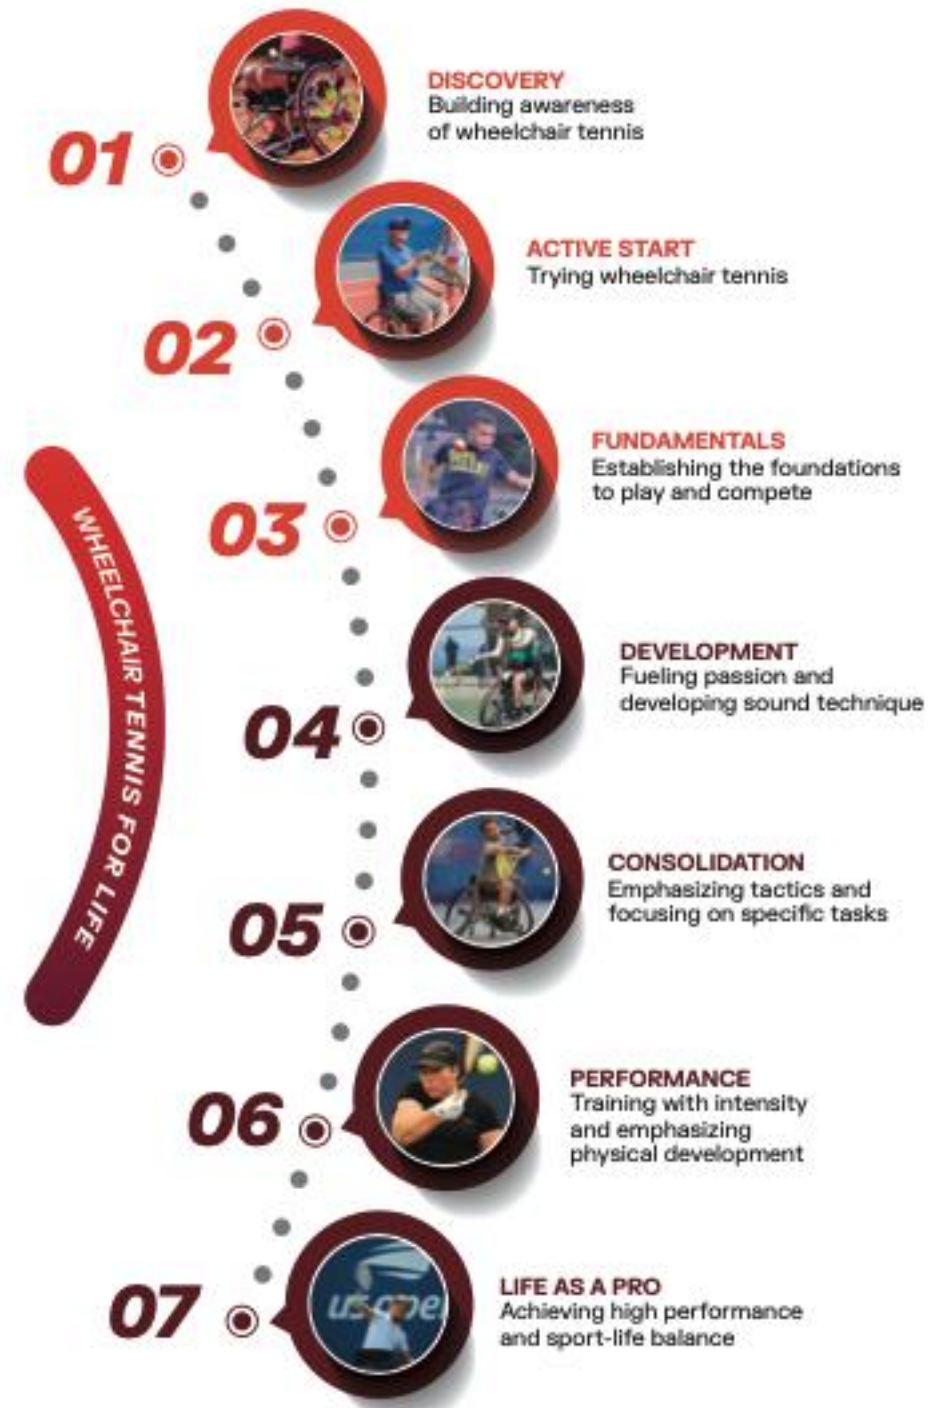 01
DISCOVERY
Building awareness
of wheelchair tennis
02
ACTIVE START
Trying wheelchair tennis
03
FUNDAMENTALS
Establishing the foundations
to play and compete
WHEELCHAIR TENNIS FOR LIFE
04
DEVELOPMENT
Fueling passion and
developing sound technique
05
CONSOLIDATION
Emphasizing tactics and
focusing on specific tasks
06
PERFORMANCE
Training with intensity
and emphasizing
physical development
07
us ope
LIFE AS A PRO
Achieving high performance
and sport-life balance